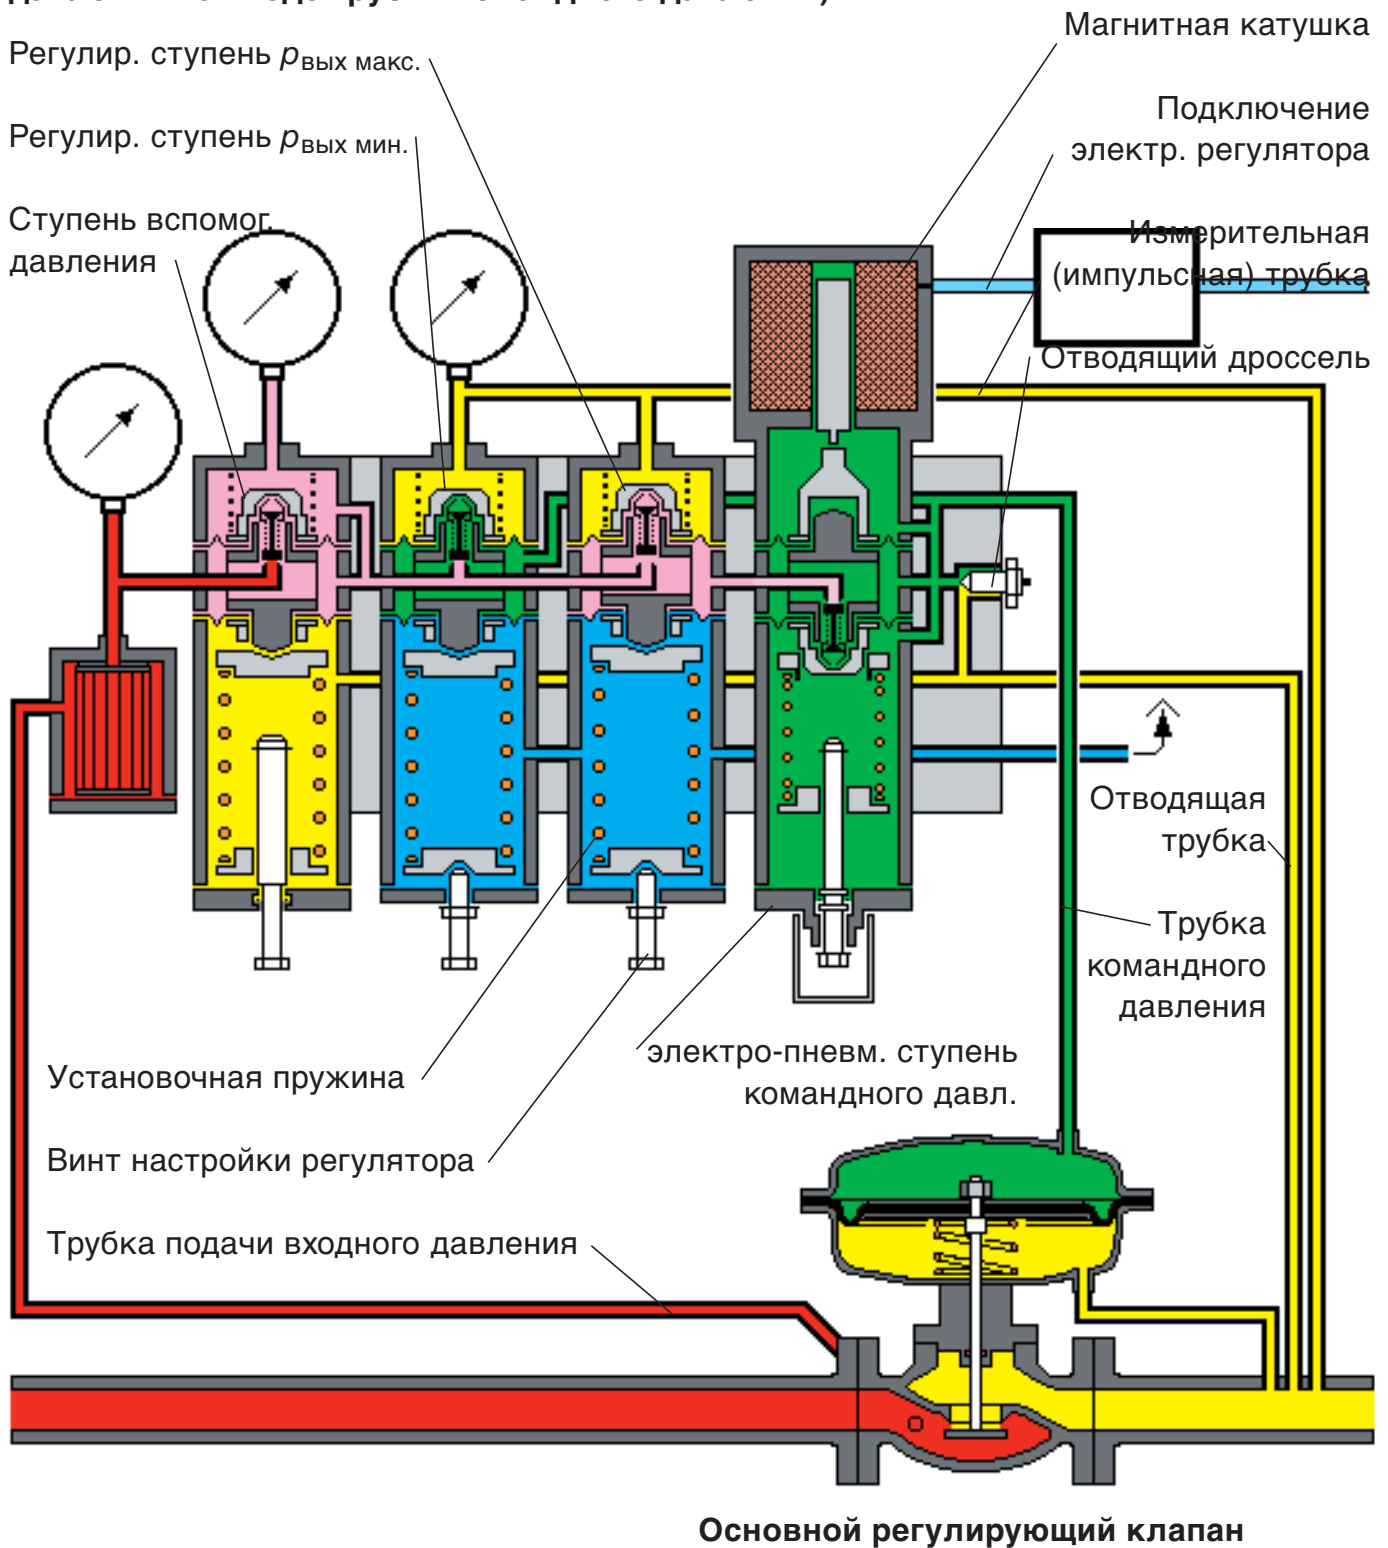 Регулир. ступень pвых макс.
Регулир. ступень pвых мин.
Ступень вспомог.
давления
Магнитная катушка
Подключение
электр. регулятора
Измерительная
(импульсная) трубка
Отводящий дроссель
Отводящая
трубка
Трубка
командного
давления
электро-пневм. ступень
командного давл.
Установочная пружина
Винт настройки регулятора
Трубка подачи входного давления
Основной регулирующий клапан